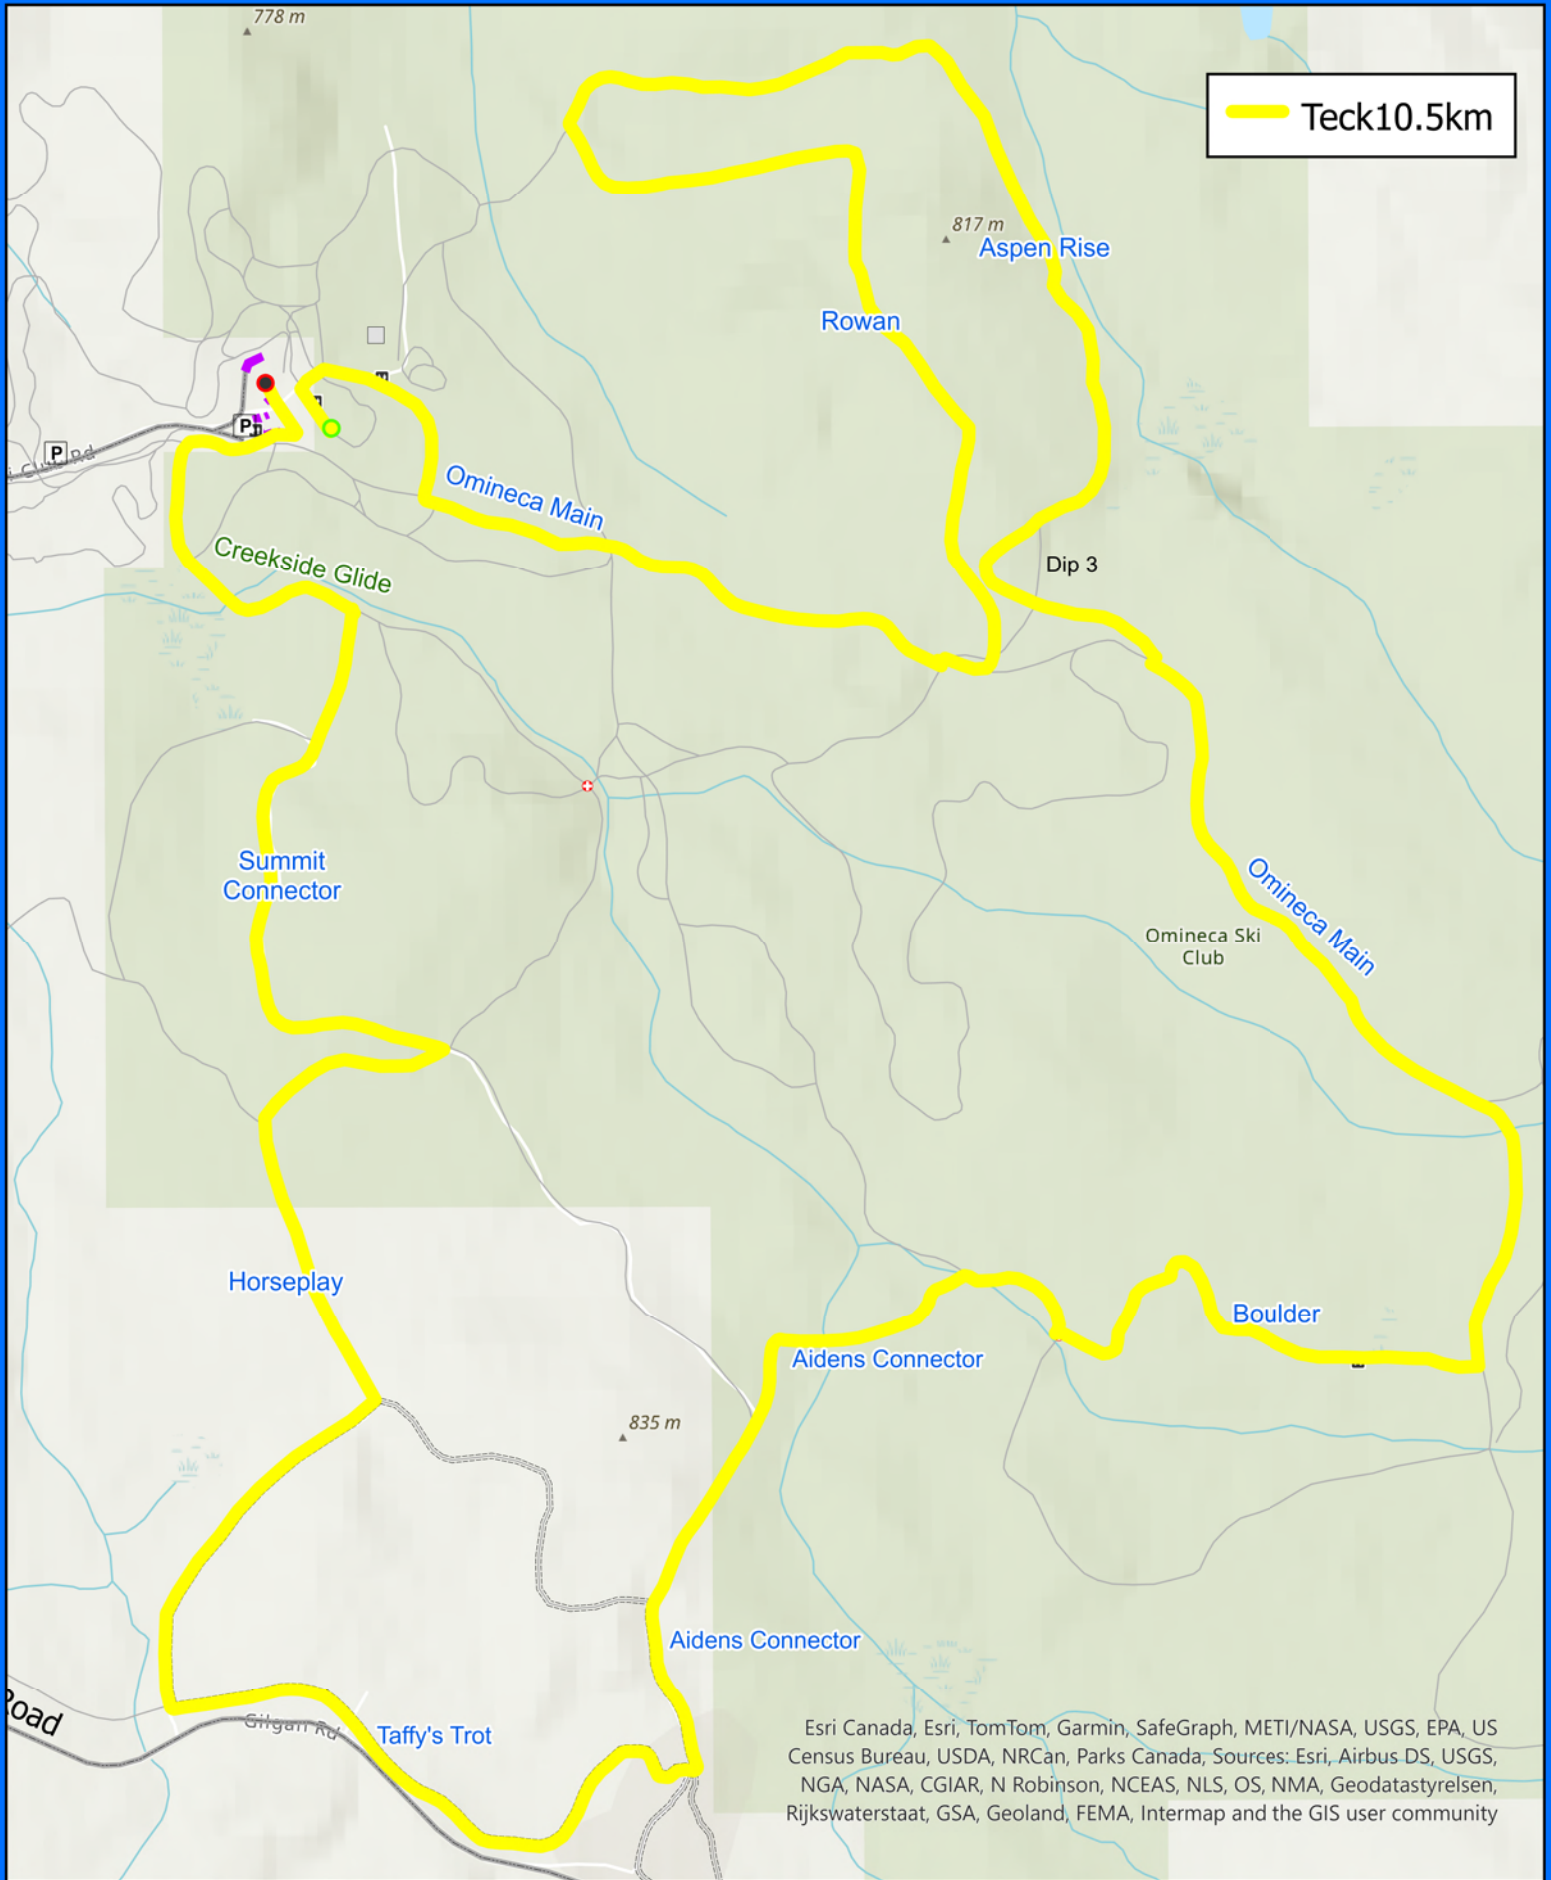 778 m
Teck10.5km
817 m
Aspen Rise
Rowan
P
P
Rd
Omineca Main
Creekside Glide
Dip 3
Summit
Connector
Omineca Main
Omineca Ski
Club
Horseplay
Boulder
Aidens Connector
835 m
Aidens Connector
Road
Gilgan Rd
Taffy's Trot
Esri Canada, Esri, TomTom, Garmin, SafeGraph, METI/NASA, USGS, EPA, US
Census Bureau, USDA, NRCan, Parks Canada, Sources: Esri, Airbus DS, USGS,
NGA, NASA, CGIAR, N Robinson, NCEAS, NLS, OS, NMA, Geodatastyrelsen,
Rijkswaterstaat, GSA, Geoland, FEMA, Intermap and the GIS user community